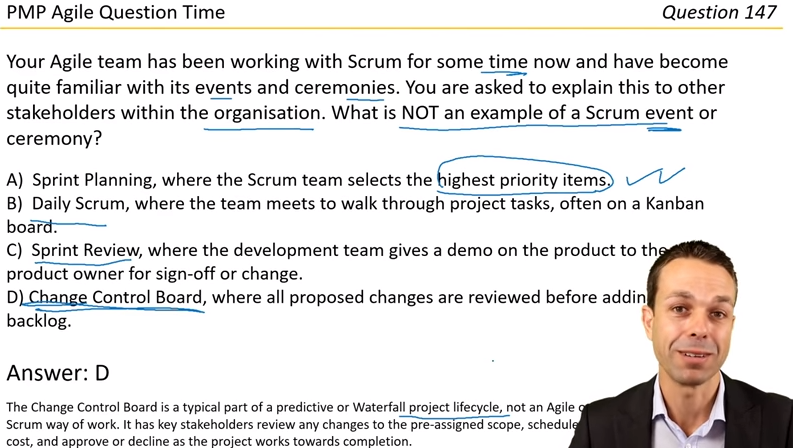 PMP Agile Question Time
Question 147
Your Agile team has been working with Scrum for some time now and have become
quite familiar with its events and ceremonies. You are asked to explain this to other
stakeholders within the organisation. What is NOT an example of a Scrum event or
ceremony?
A) Sprint Planning, where the Scrum team selects the highest priority items.
B) Daily Scrum, where the team meets to walk through project tasks, often on a Kanban
board.
C) Sprint Review, where the development team gives a demo on the product to the
product owner for sign-off or change.
D) Change Control Board, where all proposed changes are reviewed before addin
backlog.
Answer: D
The Change Control Board is a typical part of a predictive or Waterfall project lifecycle, not an Agile
Scrum way of work. It has key stakeholders review any changes to the pre-assigned scope, schedule
cost, and approve or decline as the project works towards completion.